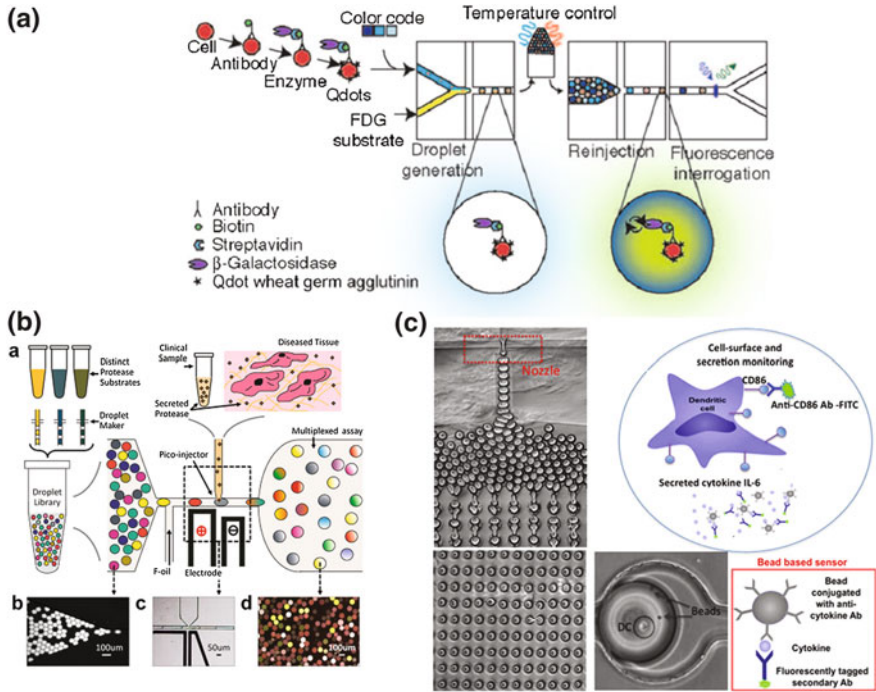 (a)
Cell
Antibody
Enzyme
Qdots
Color code
FDG
substrate
Temperature control
Droplet
generation
Reinjection
Fluorescence
interrogation
Antibody
Biotin
Streptavidin
β-Galactosidase
Qdot wheat germ agglutinin
(b)
a
Distinct
Protease
Substrates
Droplet
Maker
Droplet
Library
Clinical
Sample
Secreted
Protease
Diseased Tissue
Pico-injector
Multiplexed assay
F-oil
Electrode
b
100um
c
50um
d
100um
(c)
Nozzle
Cell-surface and
secretion monitoring
CD86
Dendritic
cell
Anti-CD86 Ab -FITC
Secreted cytokine IL-6
Beads
DC
Bead based sensor
Bead
conjugated
with anti-
cytokine Ab
Cytokine
Fluorescently tagged
secondary Ab